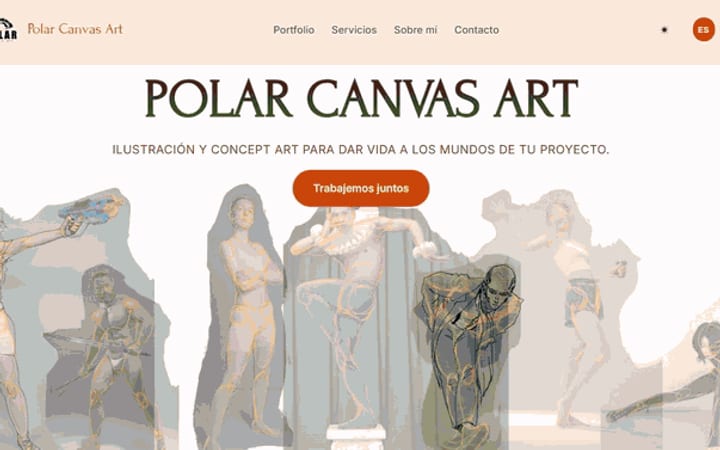 LAR
Polar Canvas Art
Portfolio
Servicios
Sobre mí
Contacto
ES
POLAR CANVAS ART
ILUSTRACIÓN Y CONCEPT ART PARA DAR VIDA A LOS MUNDOS DE TU PROYECTO.
Trabajemos juntos